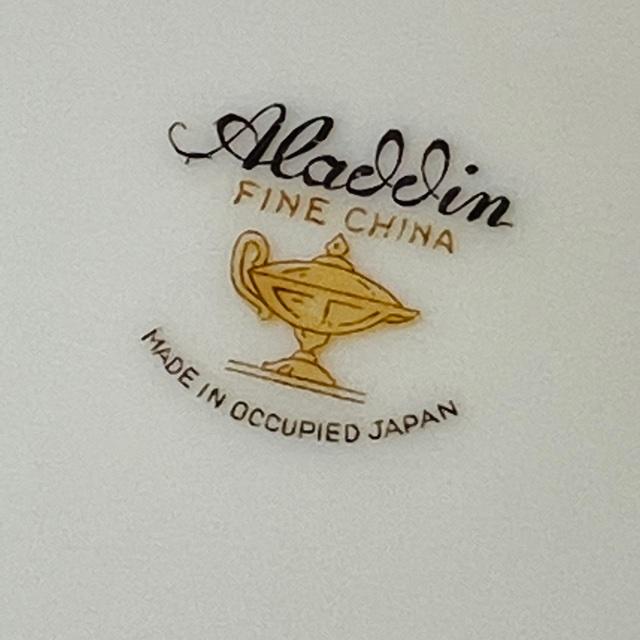 Aladdin
FINE CHINA
MADE IN OCCUPIED JAPAN